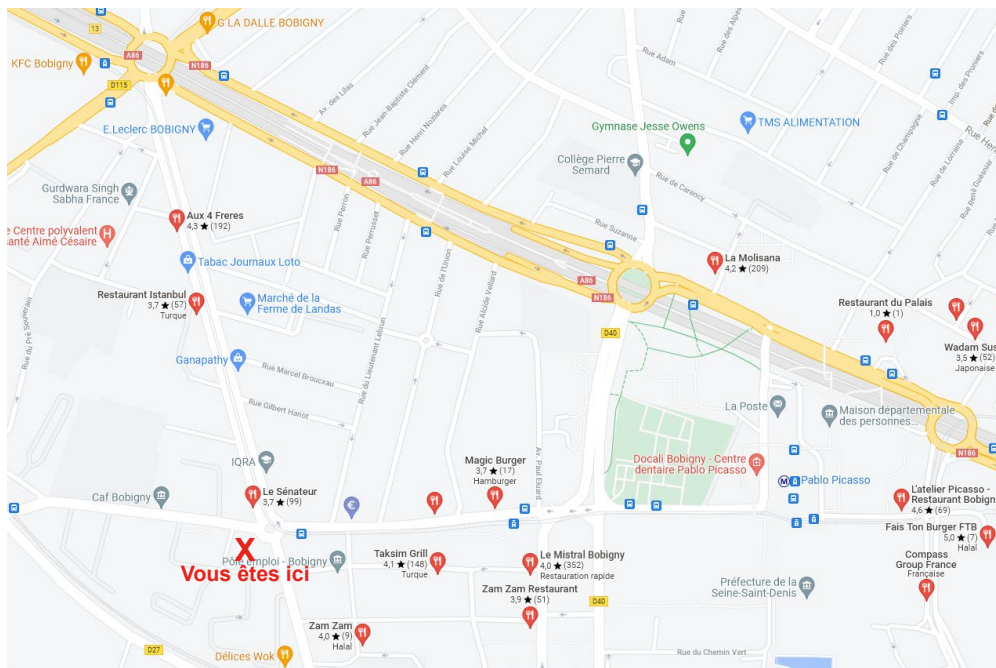 G LA DALLE BOBIGNY
13
KFC Bobigny
A86
N186
D115
E.Leclerc BOBIGNY
Av. des Lilas
Rue Jean-Baptiste Clément
Rue Henri Nozières
Rue Louise Michel
Rue Adam
Rue des Alpes
Rue des Poiriers
Imp. des Prusiers
Rue de Champagne
Rue de Lorraine
Rue René Guéanier
TMS ALIMENTATION
Gymnase Jesse Owens
Collège Pierre
Semard
Rue de Carency
Rue Suzanne
N186
A86
Gurdwara Singh
Sabha France
Aux 4 Freres
4,3 ★ (192)
e Centre polyvalent
santé Aimé Césaire
Rue Perron
Rue Perrusset
Rue de l'Union
Rue Alcide Vellard
Tabac Journaux Loto
La Molisana
4,2 ★ (209)
A86
N186
Restaurant Istanbul
3,7 ★ (57)
Turque
Marché de la
Ferme de Landas
Restaurant du Palais
1,0 ★ (1)
D40
Wadam Sus
3,5 ★ (52)
Japonaise
Ganapathy
Rue Marcel Broucxau
Rue du Lieutenant Lebrun
Rue Gilbert Hanot
La Poste
Maison départementale
des personnes...
IQRA
Magic Burger
3,7 ★ (17)
Hamburger
Av. Paul Eluard
Docali Bobigny - Centre
dentaire Pablo Picasso
N186
Caf Bobigny
Le Sénateur
3,7 ★ (99)
€
M
Pablo Picasso
L'atelier Picasso -
Restaurant Bobign
4,6 ★ (69)
Fais Ton Burger FTB
5,0 ★ (7)
Halal
X
Vous êtes ici
Pôle emploi - Bobigny
Taksim Grill
4,1 ★ (148)
Turque
Le Mistral Bobigny
4,0 ★ (352)
Restauration rapide
Compass
Group France
Française
Zam Zam Restaurant
3,9 ★ (51)
D40
Préfecture de la
Seine-Saint-Denis
Zam Zam
4,0 ★ (9)
Halal
D27
Délices Wok
Rue du Chemin Vert